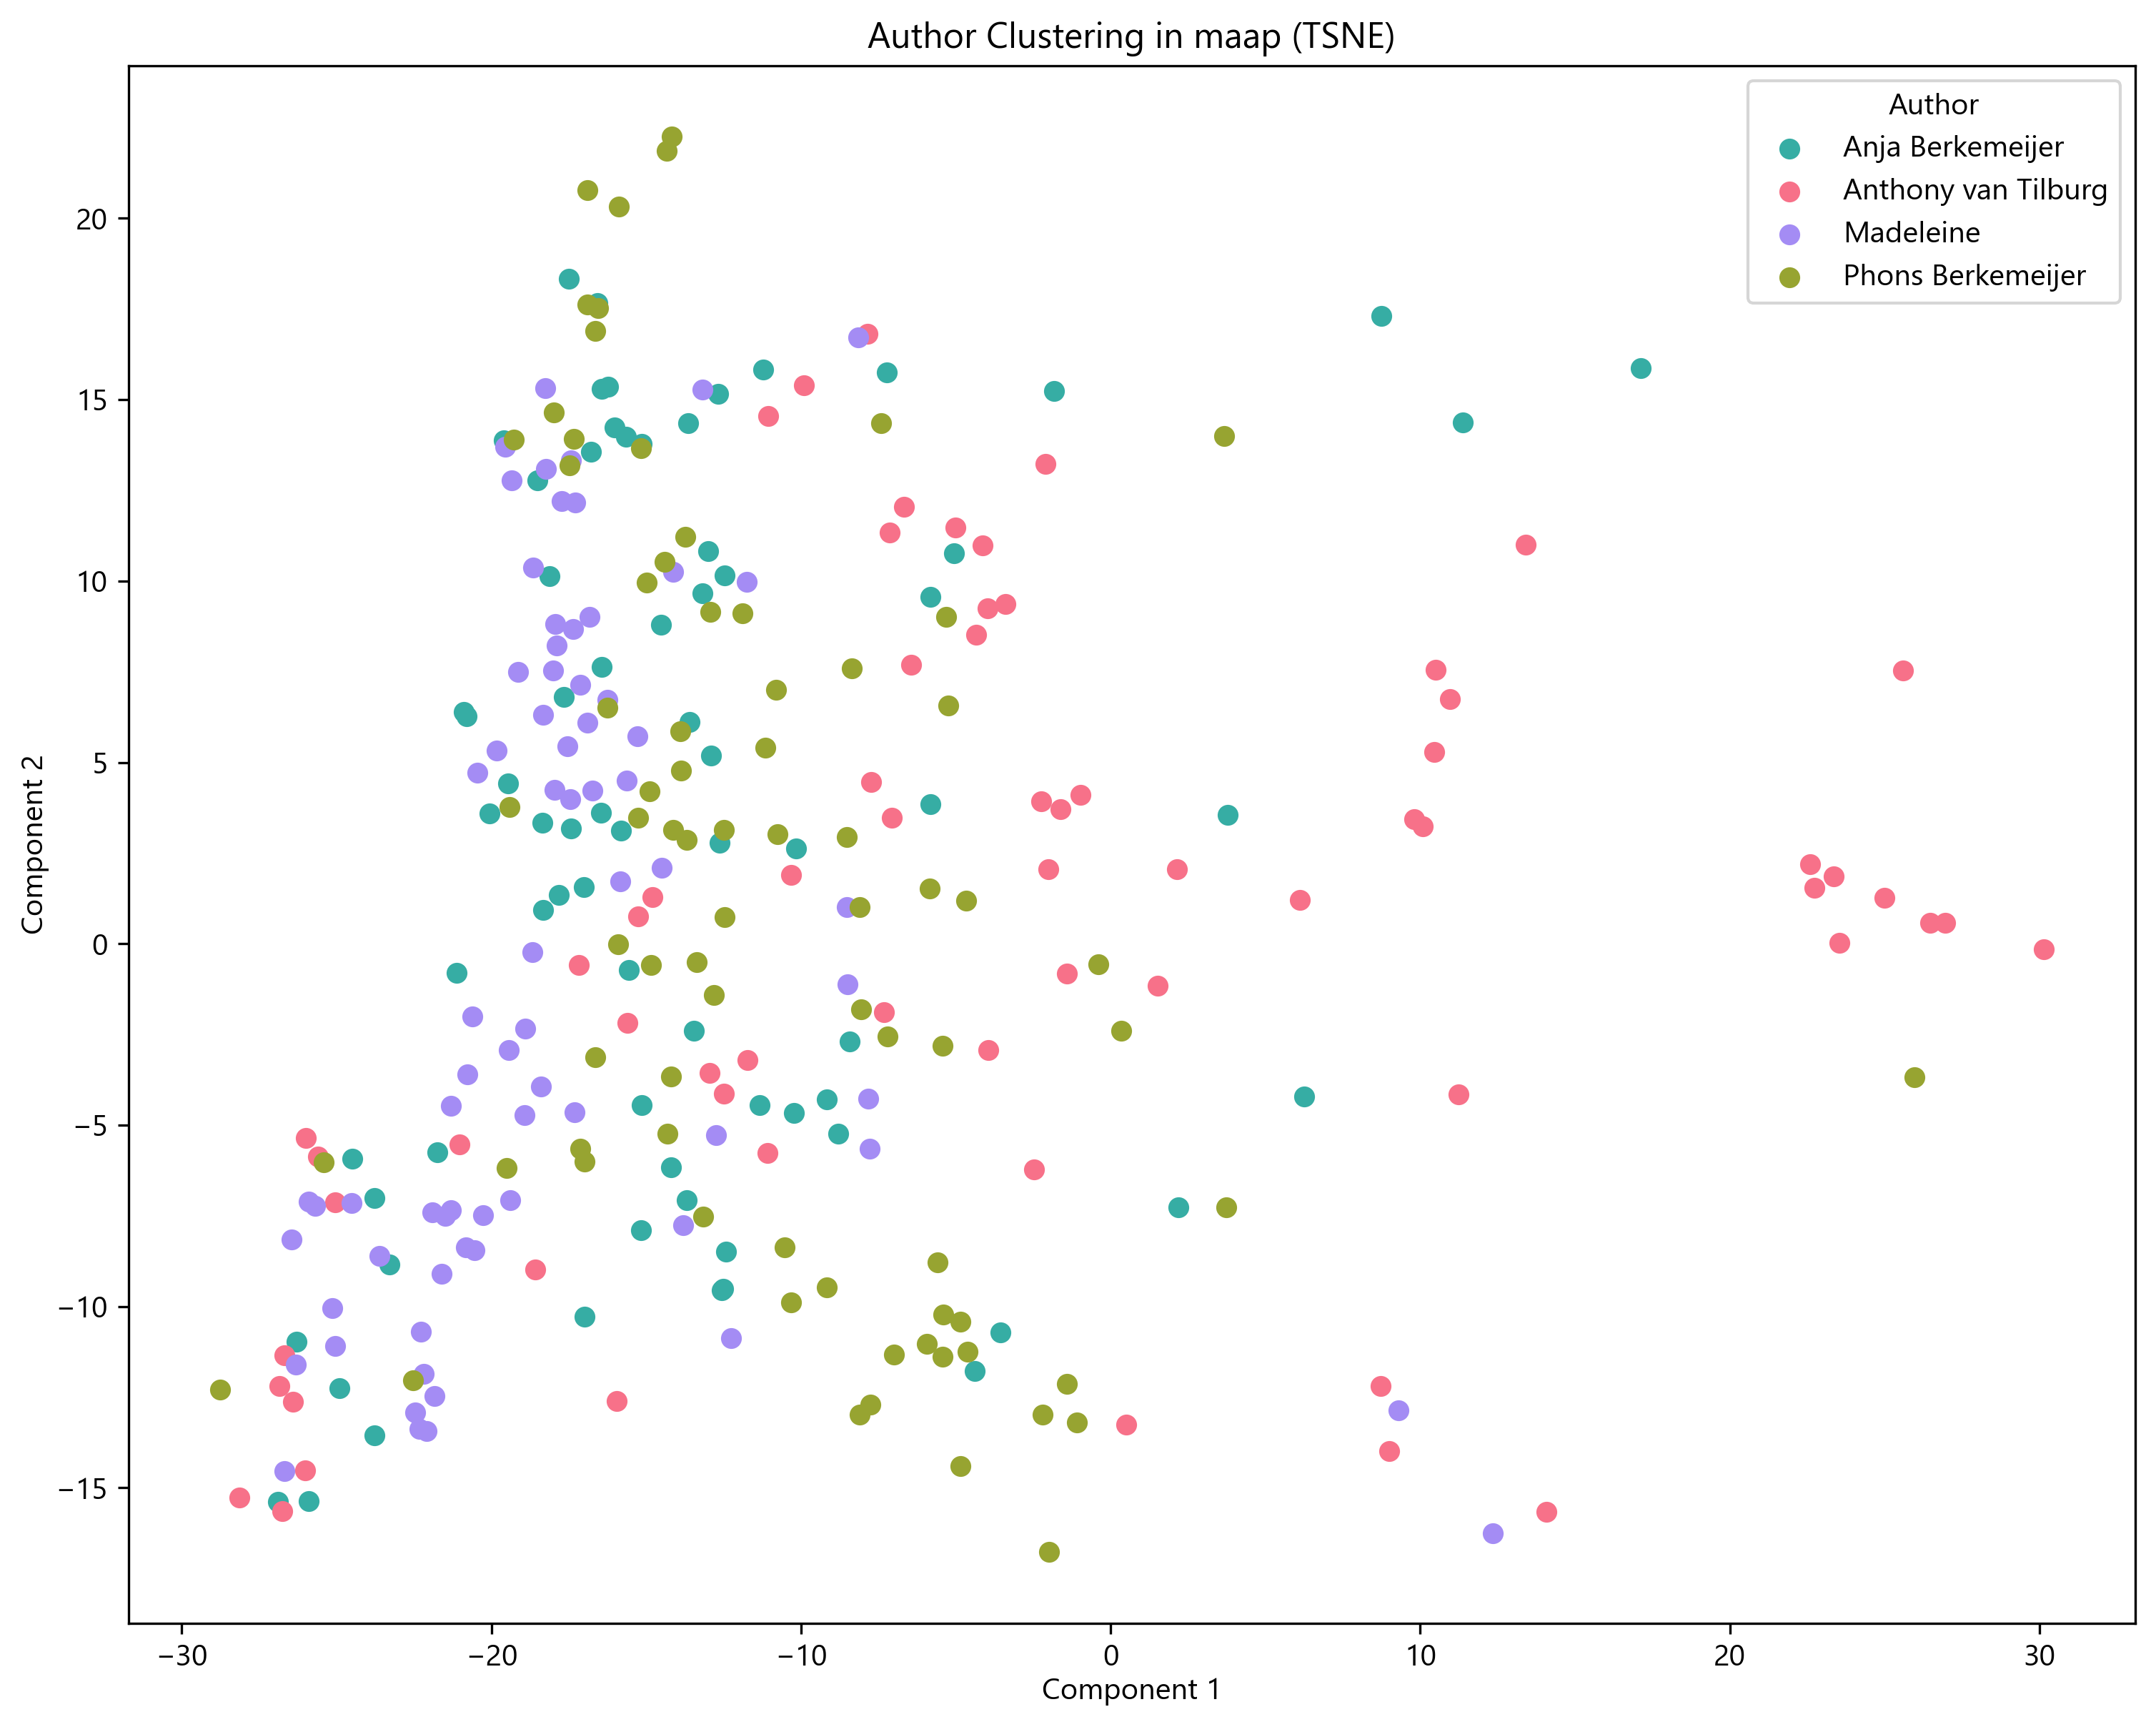 Author Clustering in maap (TSNE)
Author
Anja Berkemeijer
Anthony van Tilburg
Madeleine
Phons Berkemeijer
20
15
10
5
0
−5
−10
−15
Component 2
−30 −20 −10 0 10 20 30
Component 1